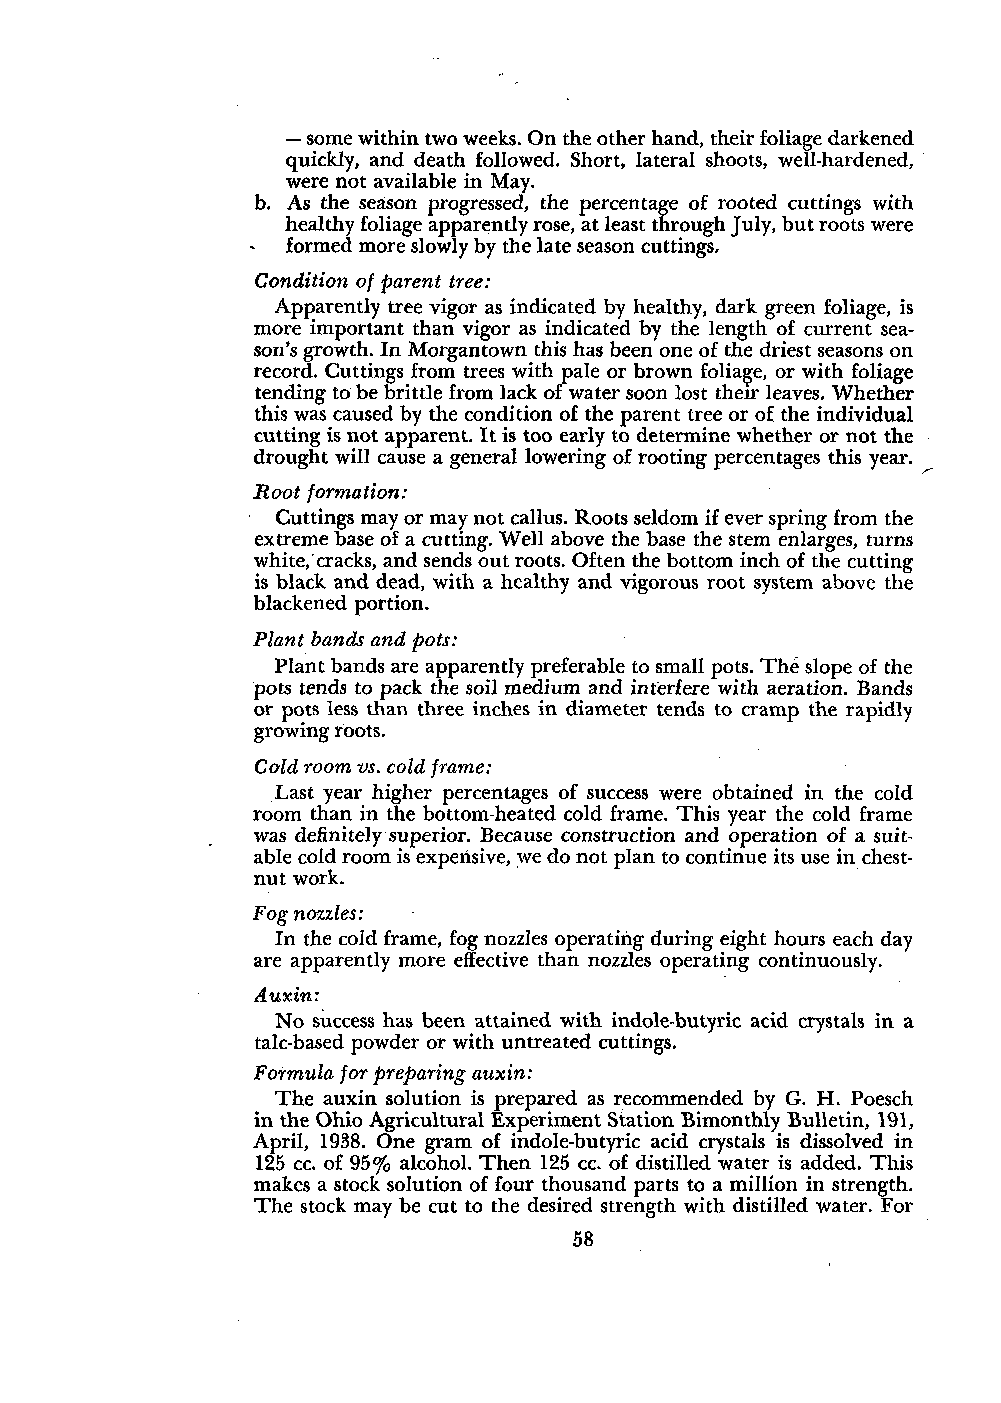 — some within two weeks. On the other hand, their foliage darkened
quickly, and death followed. Short, lateral shoots, well-hardened,
were not available in May.
b. As the season progressed, the percentage of rooted cuttings with
healthy foliage apparently rose, at least through July, but roots were
formed more slowly by the late season cuttings.
Condition of parent tree:
Apparently tree vigor as indicated by healthy, dark green foliage, is
more important than vigor as indicated by the length of current sea-
son's growth. In Morgantown this has been one of the driest seasons on
record. Cuttings from trees with pale or brown foliage, or with foliage
tending to be brittle from lack of water soon lost their leaves. Whether
this was caused by the condition of the parent tree or of the individual
cutting is not apparent. It is too early to determine whether or not the
drought will cause a general lowering of rooting percentages this year.
Root formation:
Cuttings may or may not callus. Roots seldom if ever spring from the
extreme base of a cutting. Well above the base the stem enlarges, turns
white, cracks, and sends out roots. Often the bottom inch of the cutting
is black and dead, with a healthy and vigorous root system above the
blackened portion.
Plant bands and pots:
Plant bands are apparently preferable to small pots. The slope of the
pots tends to pack the soil medium and interfere with aeration. Bands
or pots less than three inches in diameter tends to cramp the rapidly
growing roots.
Cold room vs. cold frame:
Last year higher percentages of success were obtained in the cold
room than in the bottom-heated cold frame. This year the cold frame
was definitely superior. Because construction and operation of a suit-
able cold room is expensive, we do not plan to continue its use in chest-
nut work.
Fog nozzles:
In the cold frame, fog nozzles operating during eight hours each day
are apparently more effective than nozzles operating continuously.
Auxin:
No success has been attained with indole-butyric acid crystals in a
talc-based powder or with untreated cuttings.
Formula for preparing auxin:
The auxin solution is prepared as recommended by G. H. Poesch
in the Ohio Agricultural Experiment Station Bimonthly Bulletin, 191,
April, 1938. One gram of indole-butyric acid crystals is dissolved in
125 cc. of 95% alcohol. Then 125 cc. of distilled water is added. This
makes a stock solution of four thousand parts to a million in strength.
The stock may be cut to the desired strength with distilled water. For
58